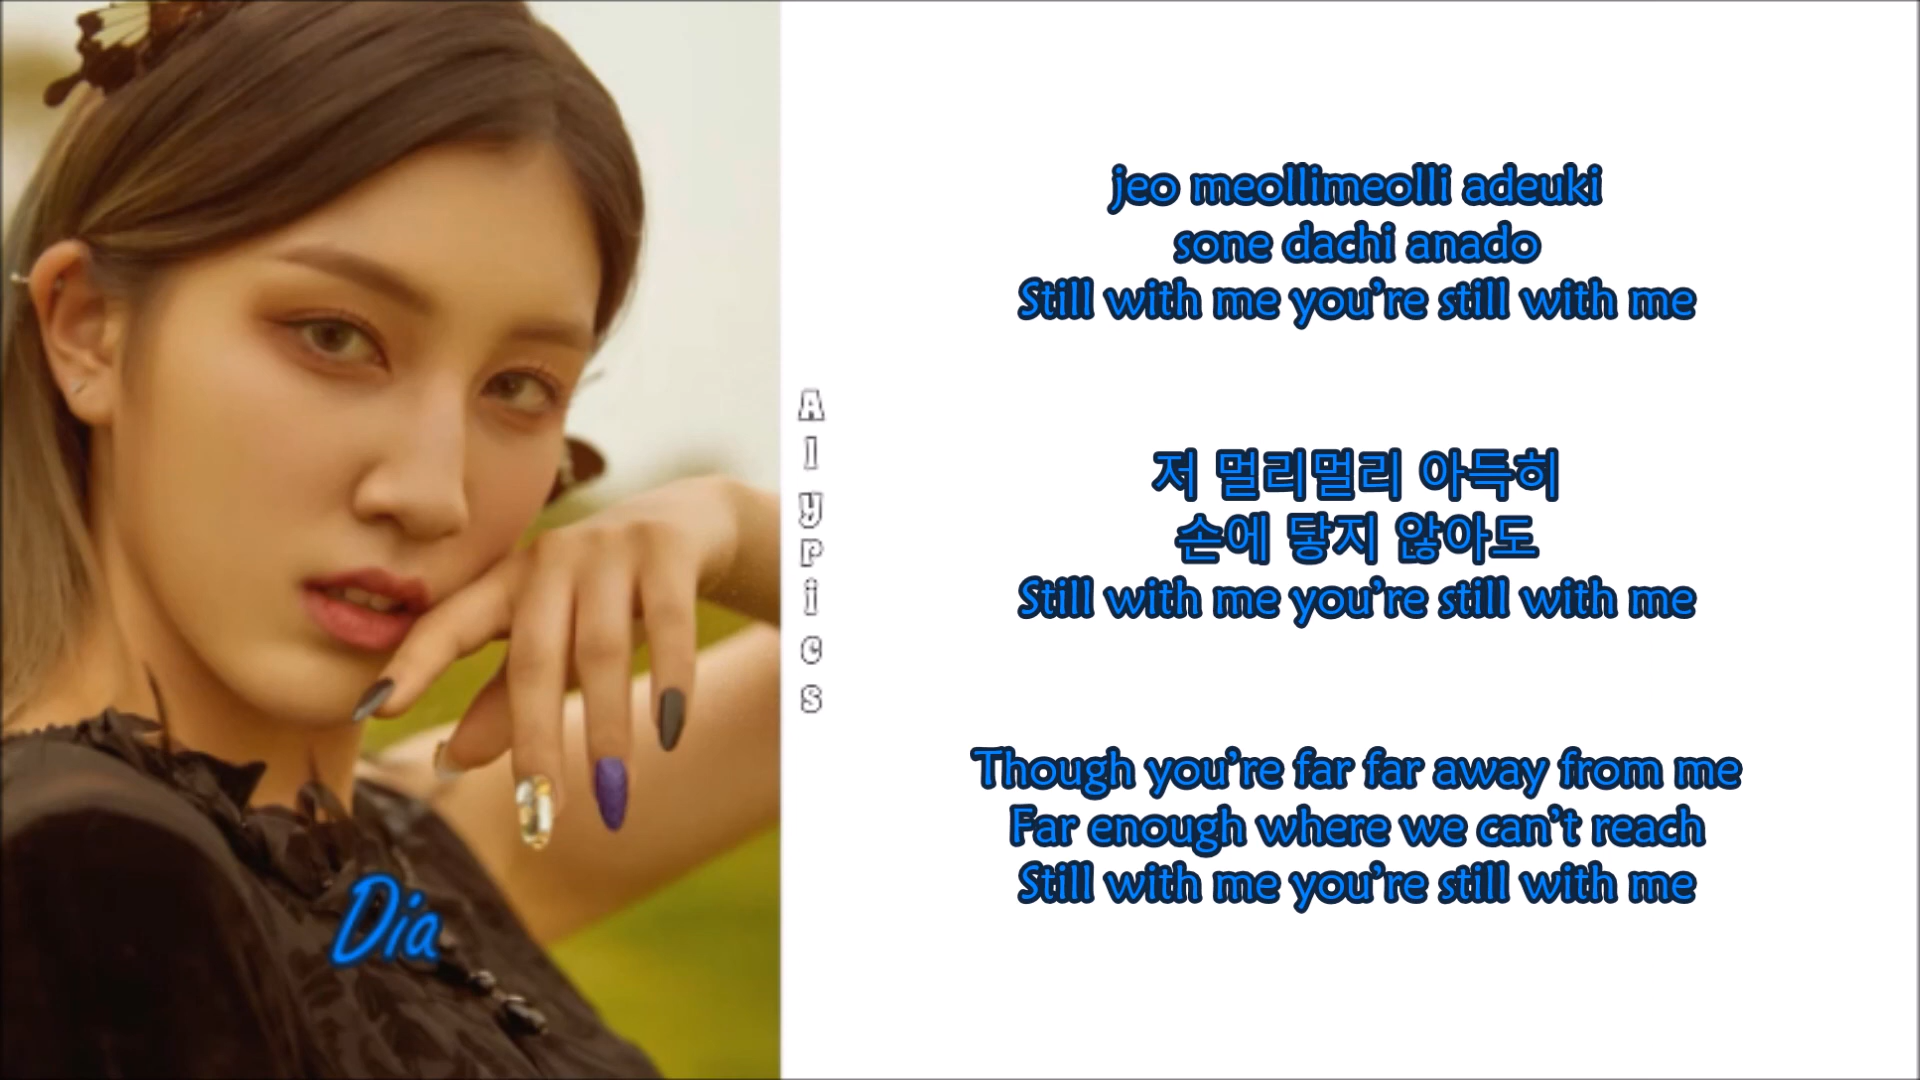 Dia
Alypics
jeo meollimeolli adeuki
sone dachi anado
Still with me you're still with me
저 멀리멀리 아득히
손에 닿지 않아도
Still with me you're still with me
Though you're far far away from me
Far enough where we can't reach
Still with me you're still with me